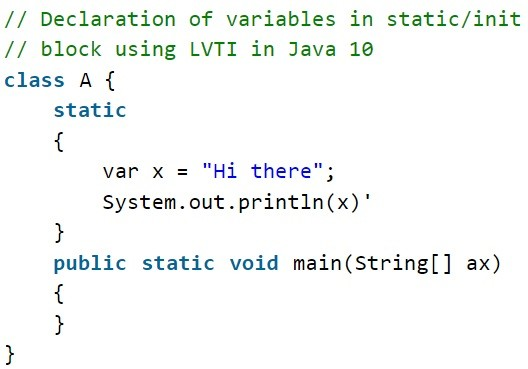 // Declaration of variables in static/init
// block using LVTI in Java 10
class A {
    static
    {
        var x = "Hi there";
        System.out.println(x)'
    }
    public static void main(String[] ax)
    {
    }
}